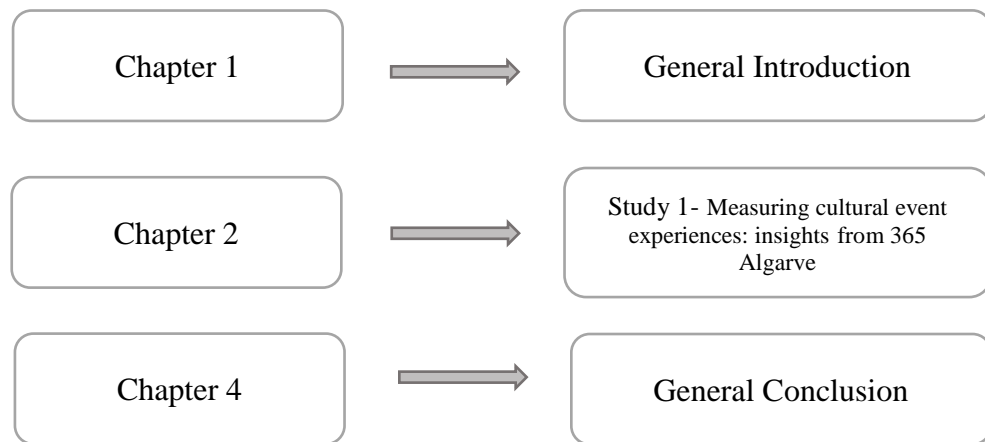 Chapter 1
General Introduction
Chapter 2
Study 1- Measuring cultural event
experiences: insights from 365
Algarve
Chapter 4
General Conclusion